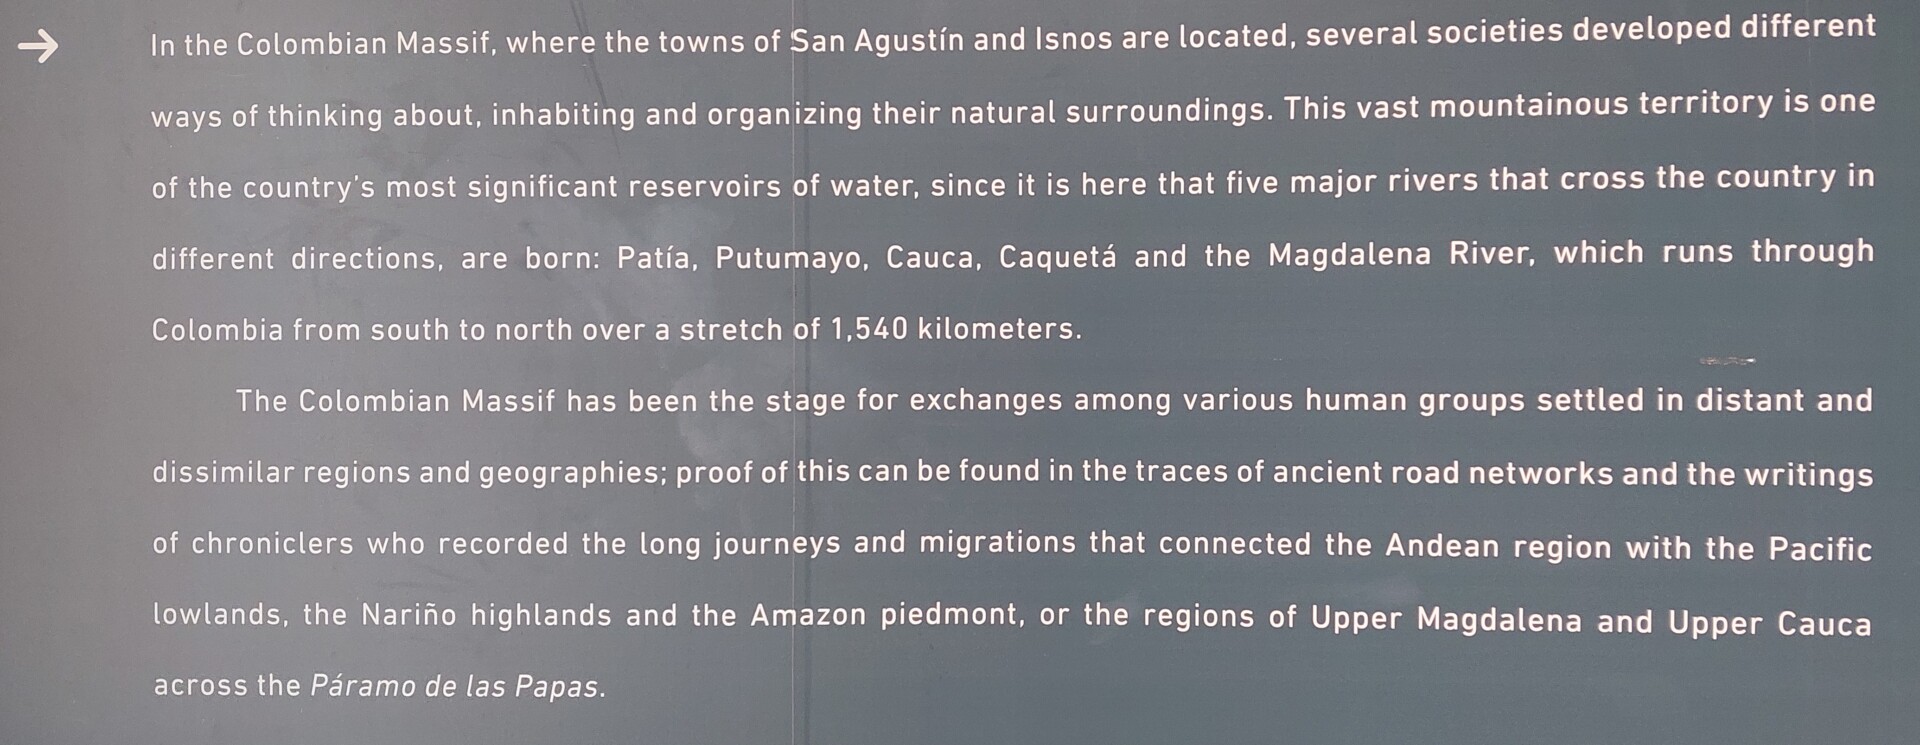 → In the Colombian Massif, where the towns of San Agustín and Isnos are located, several societies developed different
ways of thinking about, inhabiting and organizing their natural surroundings. This vast mountainous territory is one
of the country's most significant reservoirs of water, since it is here that five major rivers that cross the country in
different directions, are born: Patía, Putumayo, Cauca, Caquetá and the Magdalena River, which runs through
Colombia from south to north over a stretch of 1,540 kilometers.
The Colombian Massif has been the stage for exchanges among various human groups settled in distant and
dissimilar regions and geographies; proof of this can be found in the traces of ancient road networks and the writings
of chroniclers who recorded the long journeys and migrations that connected the Andean region with the Pacific
lowlands, the Nariño highlands and the Amazon piedmont, or the regions of Upper Magdalena and Upper Cauca
across the Páramo de las Papas.